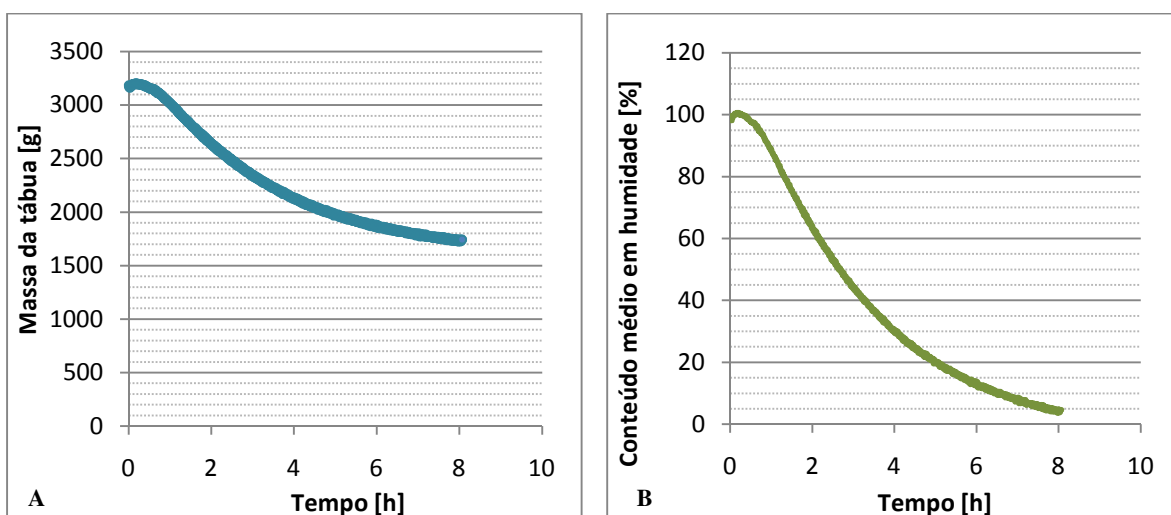 3500
3000
2500
2000
1500
1000
500
0
0 2 4 6 8 10
Massa da tábua [g]
Tempo [h]
A
120
100
80
60
40
20
0
0 2 4 6 8 10
Conteúdo médio em humidade [%]
Tempo [h]
B